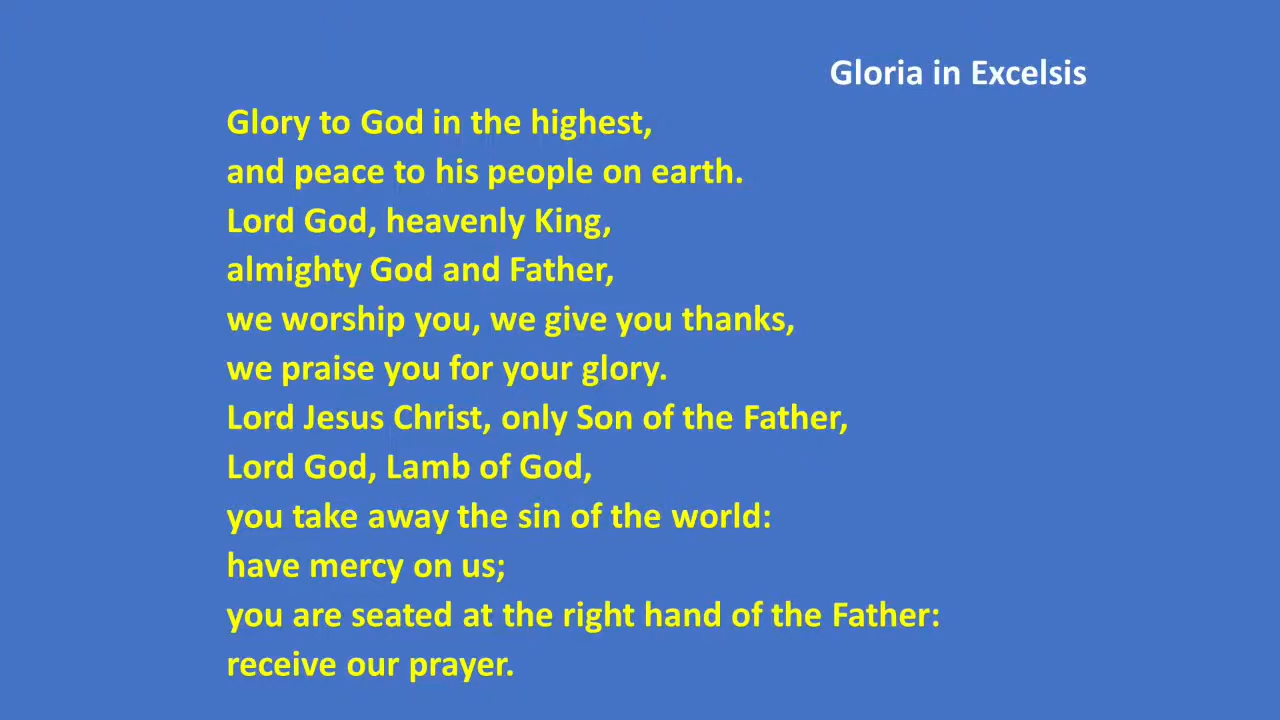 Gloria in Excelsis
Glory to God in the highest,
and peace to his people on earth.
Lord God, heavenly King,
almighty God and Father,
we worship you, we give you thanks,
we praise you for your glory.
Lord Jesus Christ, only Son of the Father,
Lord God, Lamb of God,
you take away the sin of the world:
have mercy on us;
you are seated at the right hand of the Father:
receive our prayer.